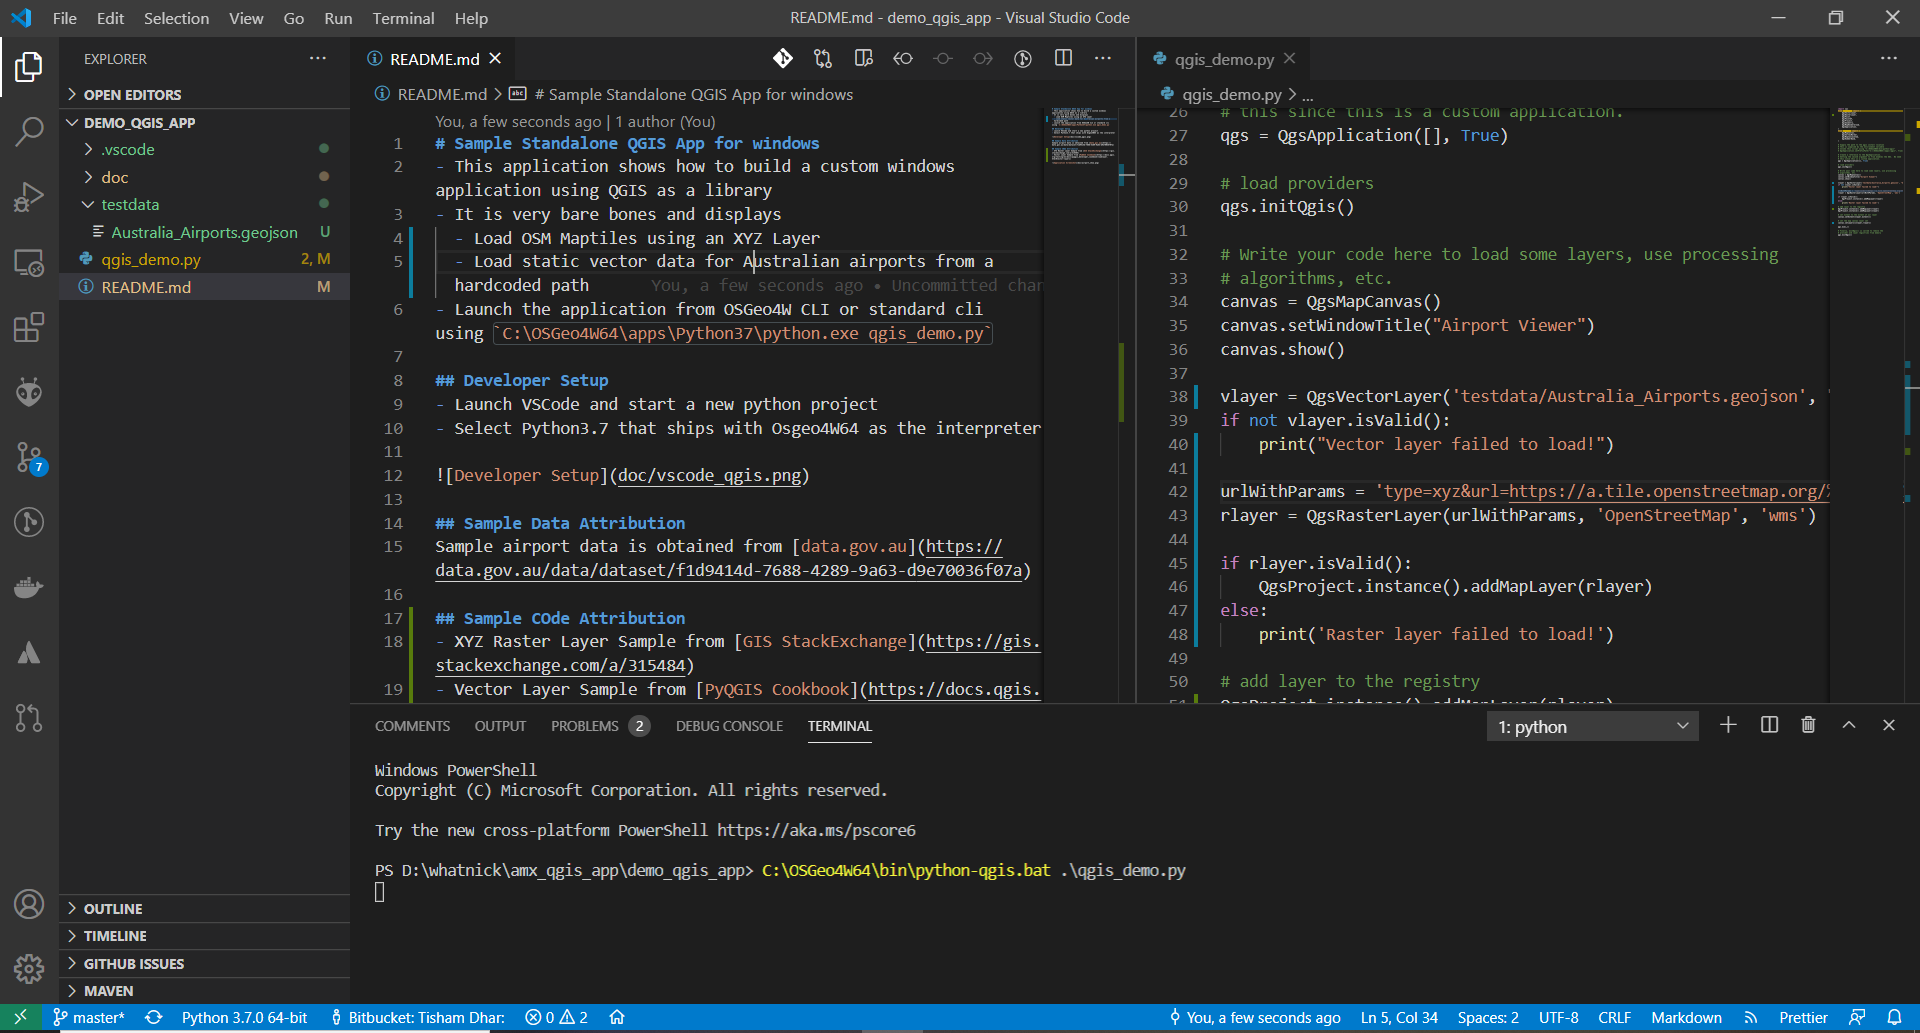 File Edit Selection View Go Run Terminal Help
README.md - demo_qgis_app - Visual Studio Code
EXPLORER
OPEN EDITORS
DEMO_QGIS_APP
.vscode
doc
testdata
Australia_Airports.geojson U
qgis_demo.py 2, M
README.md M
OUTLINE
TIMELINE
GITHUB ISSUES
MAVEN
7
README.md
README.md > # Sample Standalone QGIS App for windows
You, a few seconds ago | 1 author (You)
1 # Sample Standalone QGIS App for windows
2 - This application shows how to build a custom windows
application using QGIS as a library
3 - It is very bare bones and displays
4 - Load OSM Maptiles using an XYZ Layer
5 - Load static vector data for Australian airports from a
hardcoded path You, a few seconds ago • Uncommitted char
6 - Launch the application from OSGeo4W CLI or standard cli
using `C:\OSGeo4W64\apps\Python37\python.exe qgis_demo.py`
7
8 ## Developer Setup
9 - Launch VSCode and start a new python project
10 - Select Python3.7 that ships with Osgeo4W64 as the interpreter
11
12 ![Developer Setup](doc/vscode_qgis.png)
13
14 ## Sample Data Attribution
15 Sample airport data is obtained from [data.gov.au](https://
data.gov.au/data/dataset/f1d9414d-7688-4289-9a63-d9e70036f07a)
16
17 ## Sample COde Attribution
18 - XYZ Raster Layer Sample from [GIS StackExchange](https://gis.
stackexchange.com/a/315484)
19 - Vector Layer Sample from [PyQGIS Cookbook](https://docs.qgis.
qgis_demo.py
qgis_demo.py > ...
26 # this since this is a custom application.
27 qgs = QgsApplication([], True)
28
29 # load providers
30 qgs.initQgis()
31
32 # Write your code here to load some layers, use processing
33 # algorithms, etc.
34 canvas = QgsMapCanvas()
35 canvas.setWindowTitle("Airport Viewer")
36 canvas.show()
37
38 vlayer = QgsVectorLayer('testdata/Australia_Airports.geojson', '
39 if not vlayer.isValid():
40 print("Vector layer failed to load!")
41
42 urlWithParams = 'type=xyz&url=https://a.tile.openstreetmap.org/%
43 rlayer = QgsRasterLayer(urlWithParams, 'OpenStreetMap', 'wms')
44
45 if rlayer.isValid():
46 QgsProject.instance().addMapLayer(rlayer)
47 else:
48 print('Raster layer failed to load!')
49
50 # add layer to the registry
51 QgsProject.instance().addMapLayer(vlayer)
COMMENTS OUTPUT PROBLEMS 2 DEBUG CONSOLE TERMINAL
1: python
Windows PowerShell
Copyright (C) Microsoft Corporation. All rights reserved.
Try the new cross-platform PowerShell https://aka.ms/pscore6
PS D:\whatnick\amx_qgis_app\demo_qgis_app> C:\OSGeo4W64\bin\python-qgis.bat .\qgis_demo.py
master* Python 3.7.0 64-bit Bitbucket: Tisham Dhar: 0 2 You, a few seconds ago Ln 5, Col 34 Spaces: 2 UTF-8 CRLF Markdown Prettier